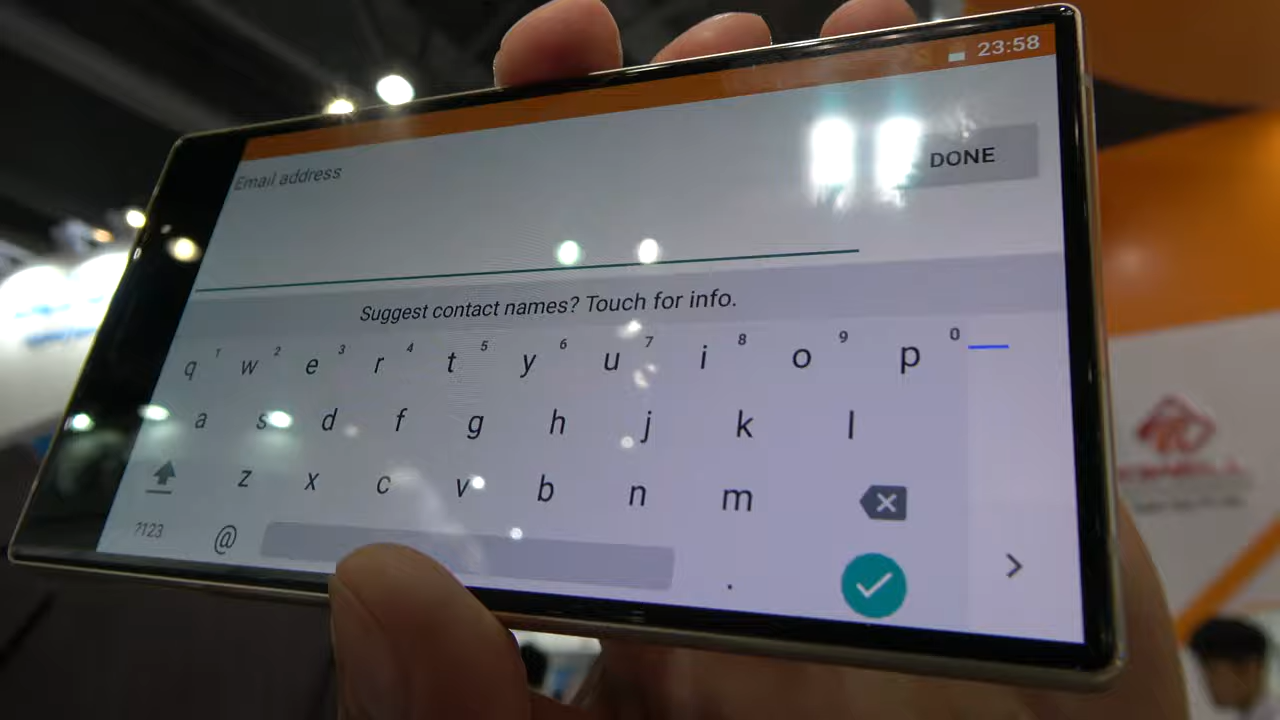 23:58
Email address
DONE
Suggest contact names? Touch for info.
q 1 w 2 e 3 r 4 t 5 y 6 u 7 i 8 o 9 p 0
a s d f g h j k l
z x c v b n m
?123 @ .